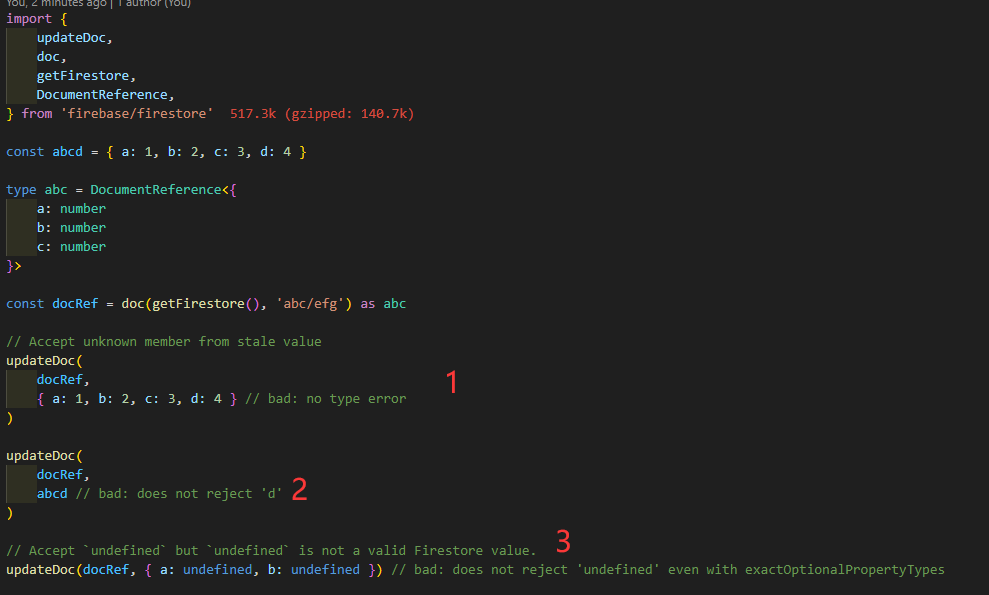 You, 2 minutes ago | 1 author (You)
import {
    updateDoc,
    doc,
    getFirestore,
    DocumentReference,
} from 'firebase/firestore'  517.3k (gzipped: 140.7k)

const abcd = { a: 1, b: 2, c: 3, d: 4 }

type abc = DocumentReference<{
    a: number
    b: number
    c: number
}>

const docRef = doc(getFirestore(), 'abc/efg') as abc

// Accept unknown member from stale value
updateDoc(
    docRef,
1
    { a: 1, b: 2, c: 3, d: 4 } // bad: no type error
)

updateDoc(
    docRef,
    abcd // bad: does not reject 'd' 2
)

// Accept `undefined` but `undefined` is not a valid Firestore value. 3
updateDoc(docRef, { a: undefined, b: undefined }) // bad: does not reject 'undefined' even with exactOptionalPropertyTypes